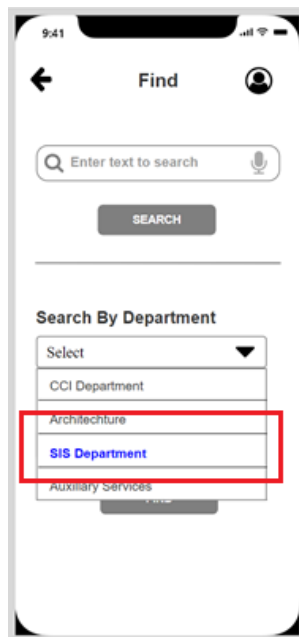 9:41
Find
Enter text to search
SEARCH
Search By Department
Select
CCI Department
Architechture
SIS Department
Auxiliary Services
FIND